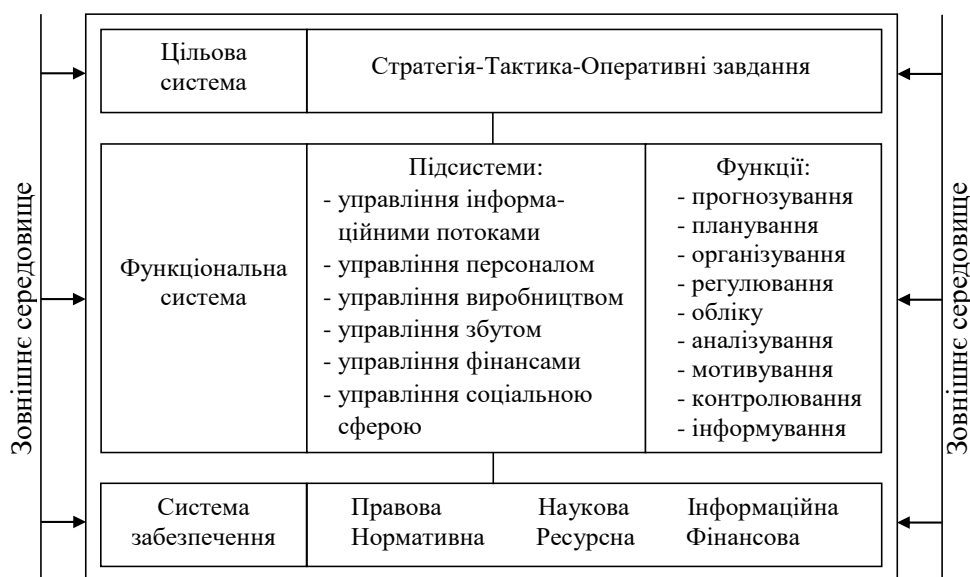 Зовнішнє середовище
Цільова
система
Стратегія-Тактика-Оперативні завдання
Функціональна
система
Підсистеми:
- управління інформа-
ційними потоками
- управління персоналом
- управління виробництвом
- управління збутом
- управління фінансами
- управління соціальною
сферою
Функції:
- прогнозування
- планування
- організування
- регулювання
- обліку
- аналізування
- мотивування
- контролювання
- інформування
Система
забезпечення
Правова Наукова Інформаційна
Нормативна Ресурсна Фінансова
Зовнішнє середовище